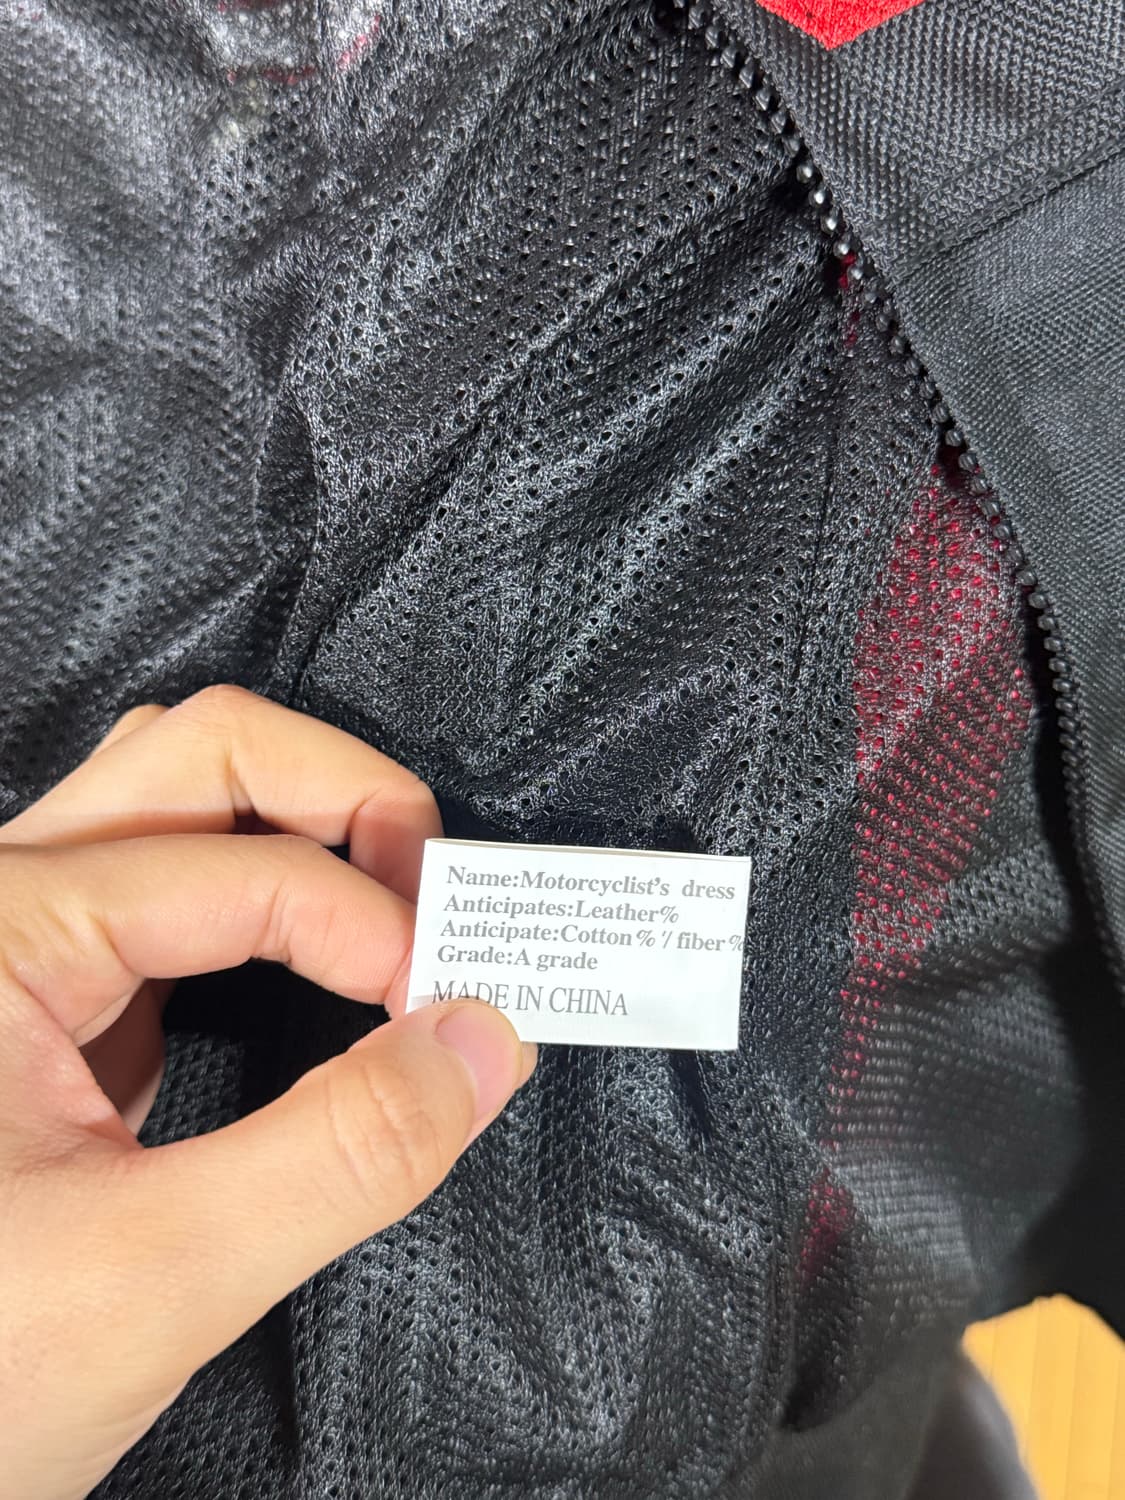 Name:Motorcyclist's dress
Anticipates:Leather%
Anticipate:Cotton%'/fiber%
Grade:A grade
MADE IN CHINA